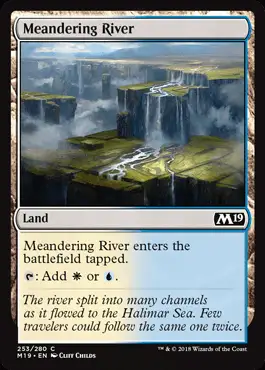 Meandering River
Land
M19
Meandering River enters the
battlefield tapped.
: Add or .
The river split into many channels
as it flowed to the Halimar Sea. Few
travelers could follow the same one twice.
253/280 C
M19 • EN Cliff Childs
™ & © 2018 Wizards of the Coast